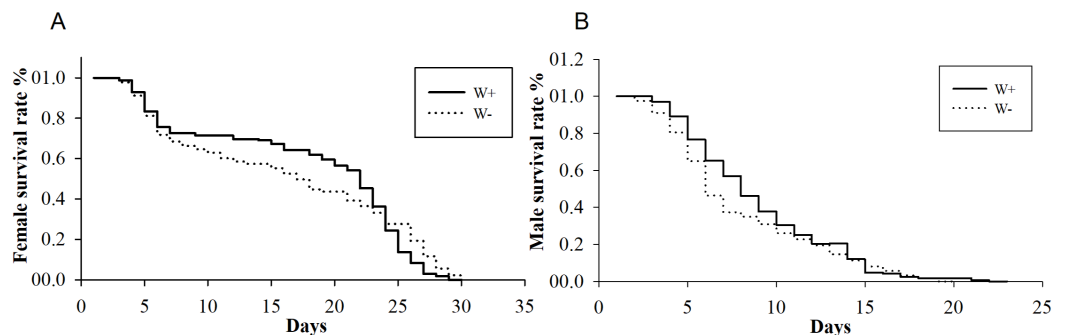 A
Female survival rate %
01.0
0.8
0.6
0.4
0.2
00.0
0 5 10 15 20 25 30 35
Days
W+
W-
B
Male survival rate %
01.2
01.0
0.8
0.6
0.4
0.2
00.0
0 5 10 15 20 25
Days
W+
W-